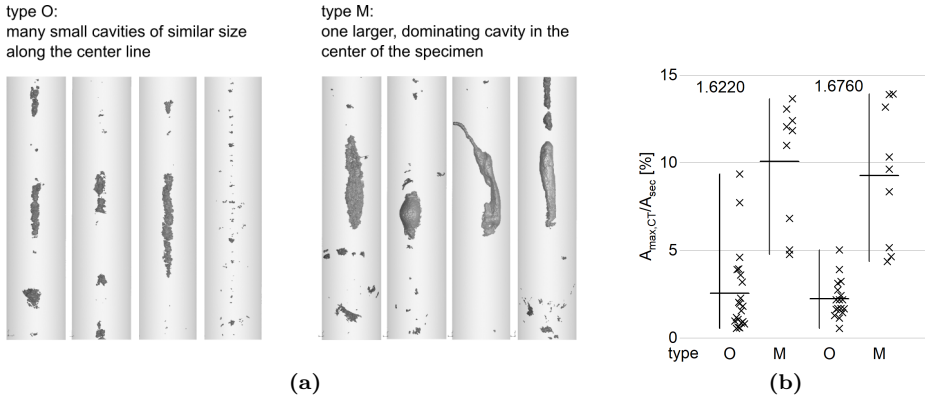 type O:
many small cavities of similar size
along the center line
type M:
one larger, dominating cavity in the
center of the specimen
(a)
15
10
5
0
A_max,CT/A_sec [%]
1.6220
1.6760
type
O
M
O
M
(b)